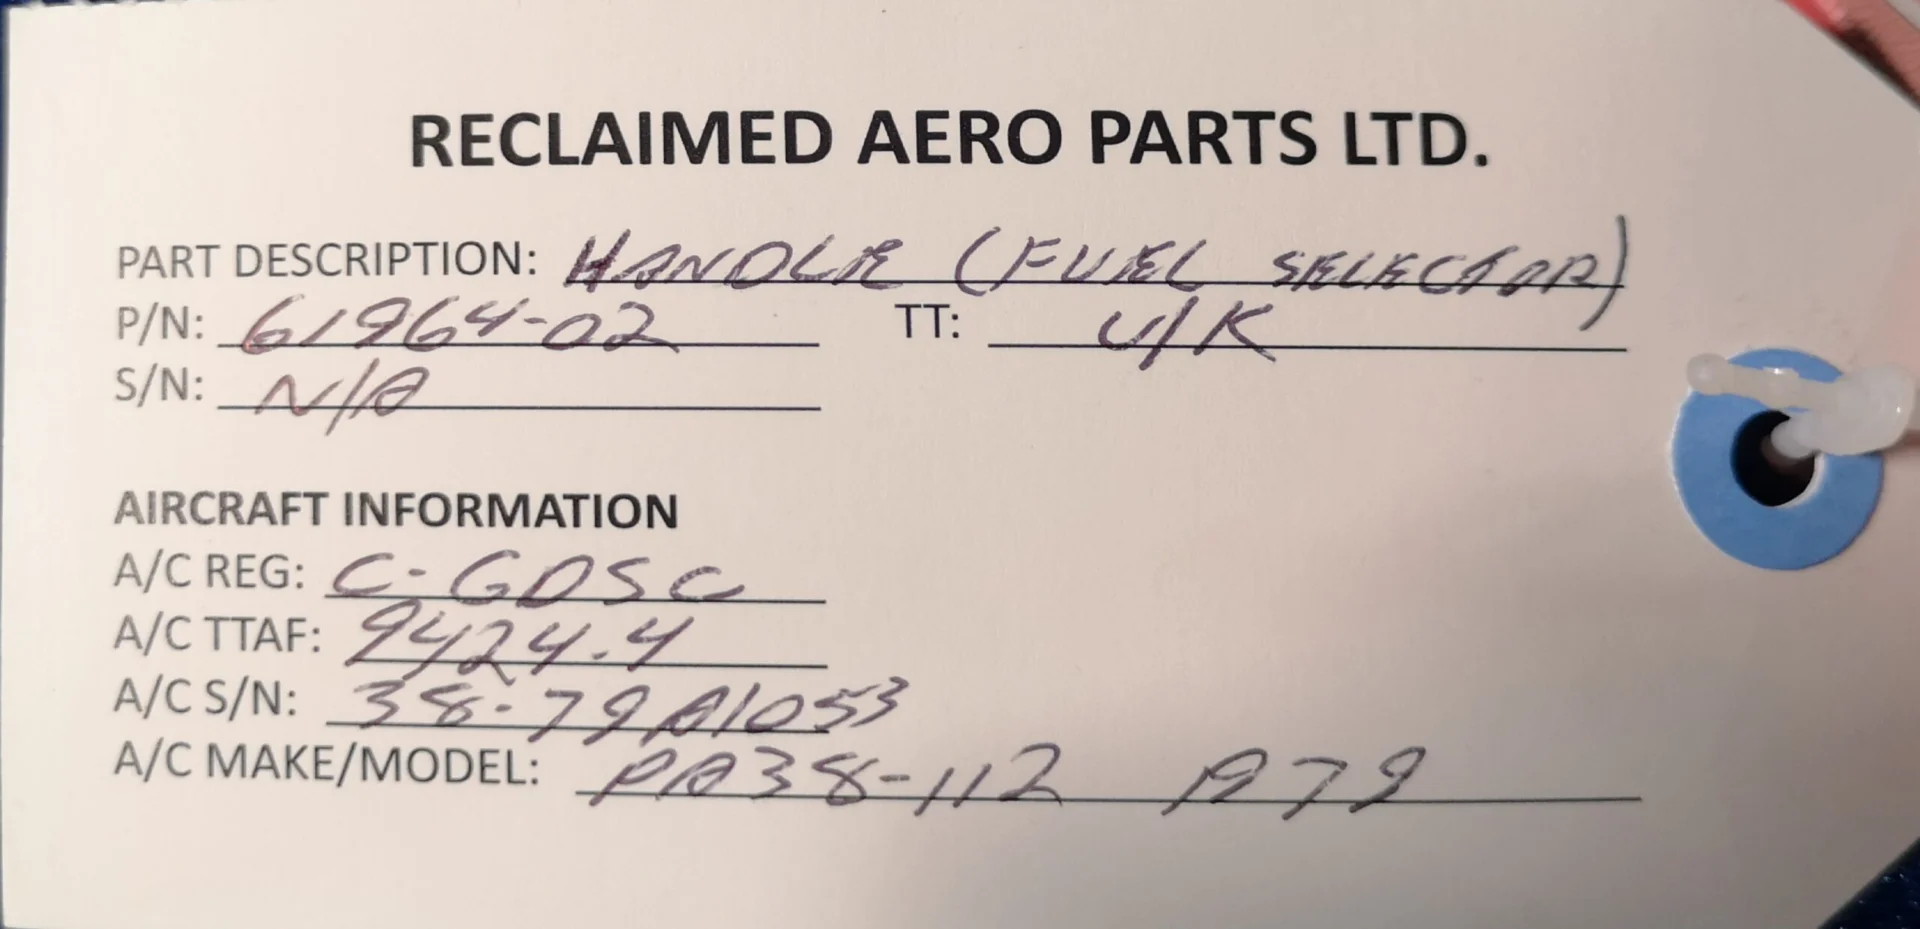 RECLAIMED AERO PARTS LTD.
PART DESCRIPTION: HANDLE (FUEL SELECTOR)
P/N: 61964-02 TT: U/K
S/N: N/A
AIRCRAFT INFORMATION
A/C REG: C-GDSC
A/C TTAF: 9424.4
A/C S/N: 38-79A1053
A/C MAKE/MODEL: PA38-112 1979